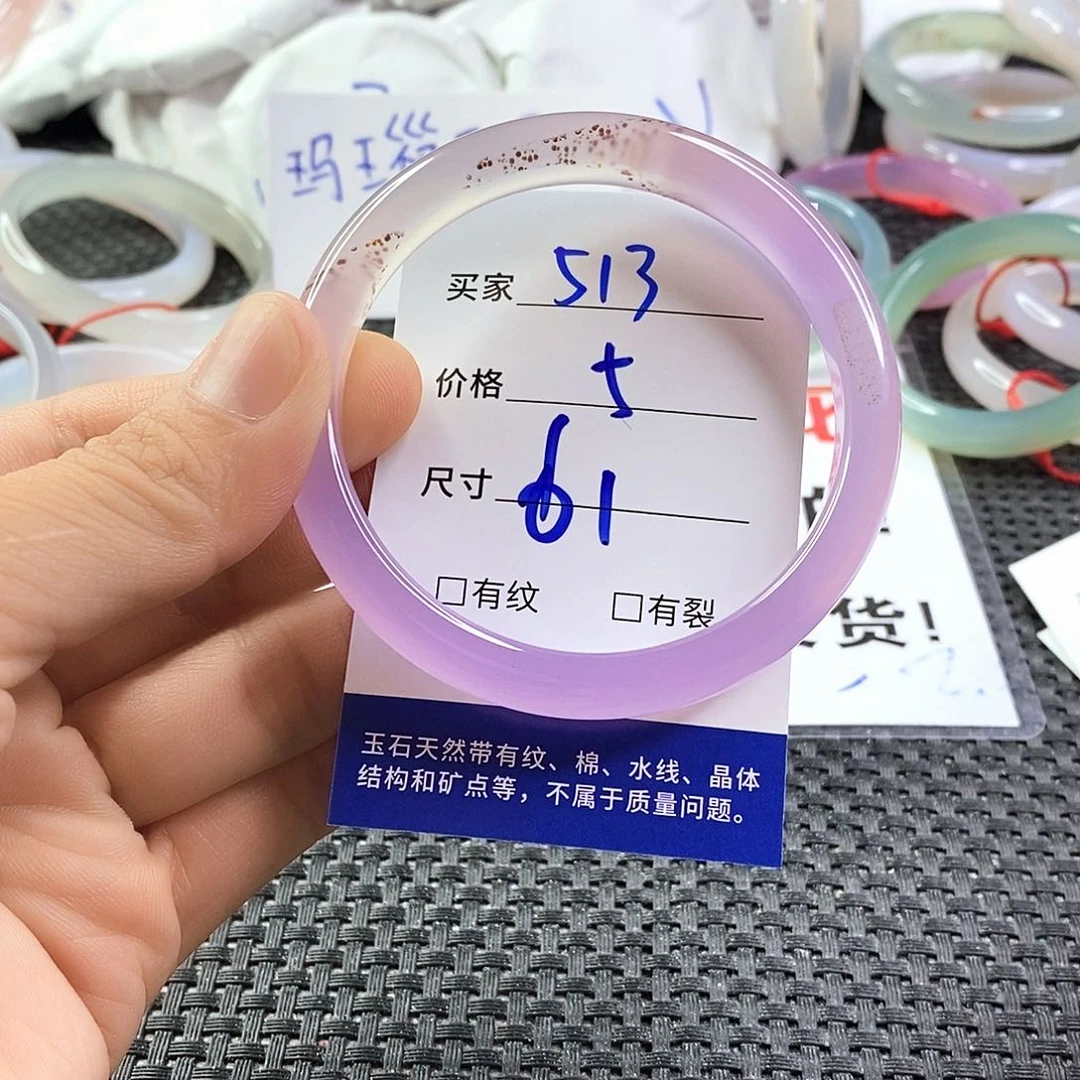 玛瑙
买家 513
价格 5
尺寸 61
□有纹 □有裂
货!
玉石天然带有纹、棉、水线、晶体
结构和矿点等，不属于质量问题。